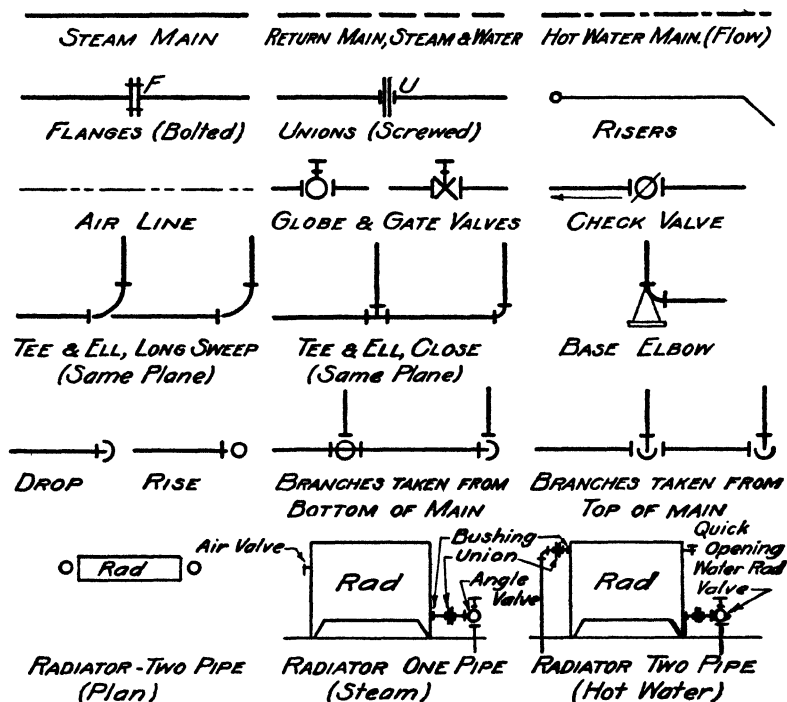 STEAM MAIN
RETURN MAIN, STEAM & WATER
HOT WATER MAIN. (Flow)
F
FLANGES (Bolted)
U
UNIONS (Screwed)
RISERS
AIR LINE
GLOBE & GATE VALVES
CHECK VALVE
TEE & ELL, LONG SWEEP
(Same Plane)
TEE & ELL, CLOSE
(Same Plane)
BASE ELBOW
DROP
RISE
BRANCHES TAKEN FROM
BOTTOM OF MAIN
BRANCHES TAKEN FROM
TOP OF MAIN
Rad
RADIATOR-TWO PIPE
(Plan)
Air Valve
Rad
Bushing
Union
Angle
Valve
RADIATOR ONE PIPE
(Steam)
Rad
Quick
Opening
Water Rad
Valve
RADIATOR TWO PIPE
(Hot Water)